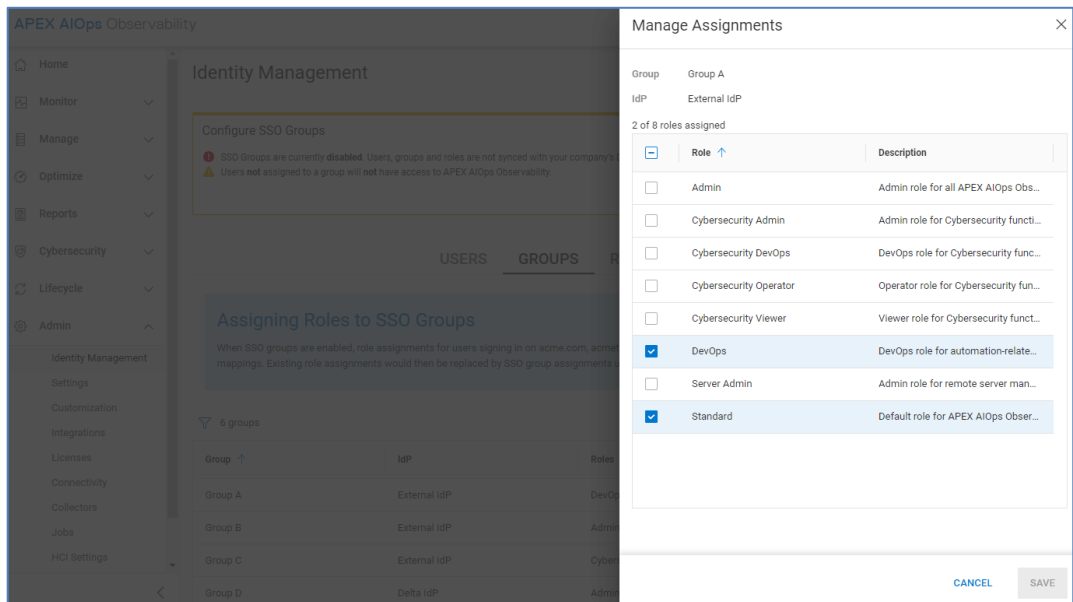 APEX AIOps Observability
Home
Monitor
Manage
Optimize
Reports
Cybersecurity
Lifecycle
Admin
Identity Management
Settings
Customization
Integrations
Licenses
Connectivity
Collectors
Jobs
HCI Settings
Identity Management
Configure SSO Groups
SSO Groups are currently disabled. Users, groups and roles are not synced with your company's
Users not assigned to a group will not have access to APEX AIOps Observability.
USERS GROUPS R
Assigning Roles to SSO Groups
When SSO groups are enabled, role assignments for users signing in on acme.com, acmet
mappings. Existing role assignments would then be replaced by SSO group assignments
6 groups
Group ↑ IdP Roles
Group A External IdP DevOp
Group B External IdP Admin
Group C External IdP Cyber
Group D Delta IdP Admin
Manage Assignments
Group Group A
IdP External IdP
2 of 8 roles assigned
Role ↑ Description
Admin Admin role for all APEX AIOps Obs...
Cybersecurity Admin Admin role for Cybersecurity functi...
Cybersecurity DevOps DevOps role for Cybersecurity func...
Cybersecurity Operator Operator role for Cybersecurity fun...
Cybersecurity Viewer Viewer role for Cybersecurity funct...
DevOps DevOps role for automation-relate...
Server Admin Admin role for remote server man...
Standard Default role for APEX AIOps Obser...
CANCEL SAVE